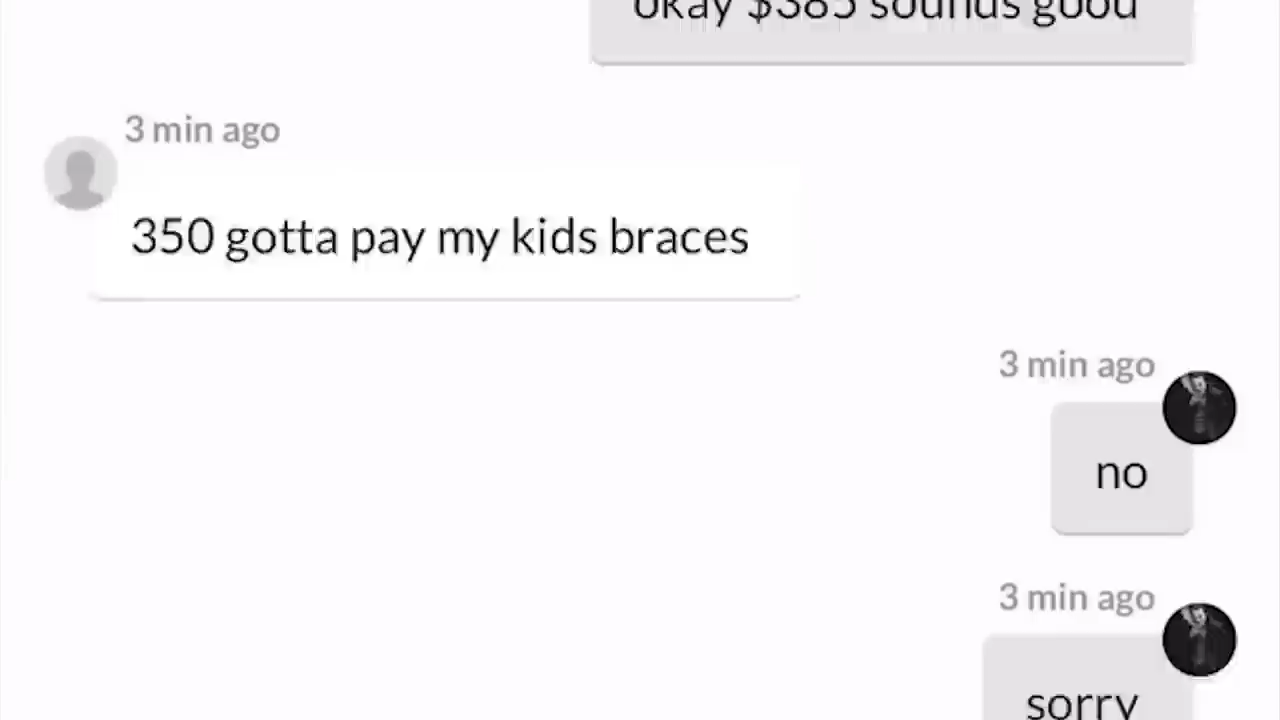 okay $385 sounds good
3 min ago
350 gotta pay my kids braces
3 min ago
no
3 min ago
sorry